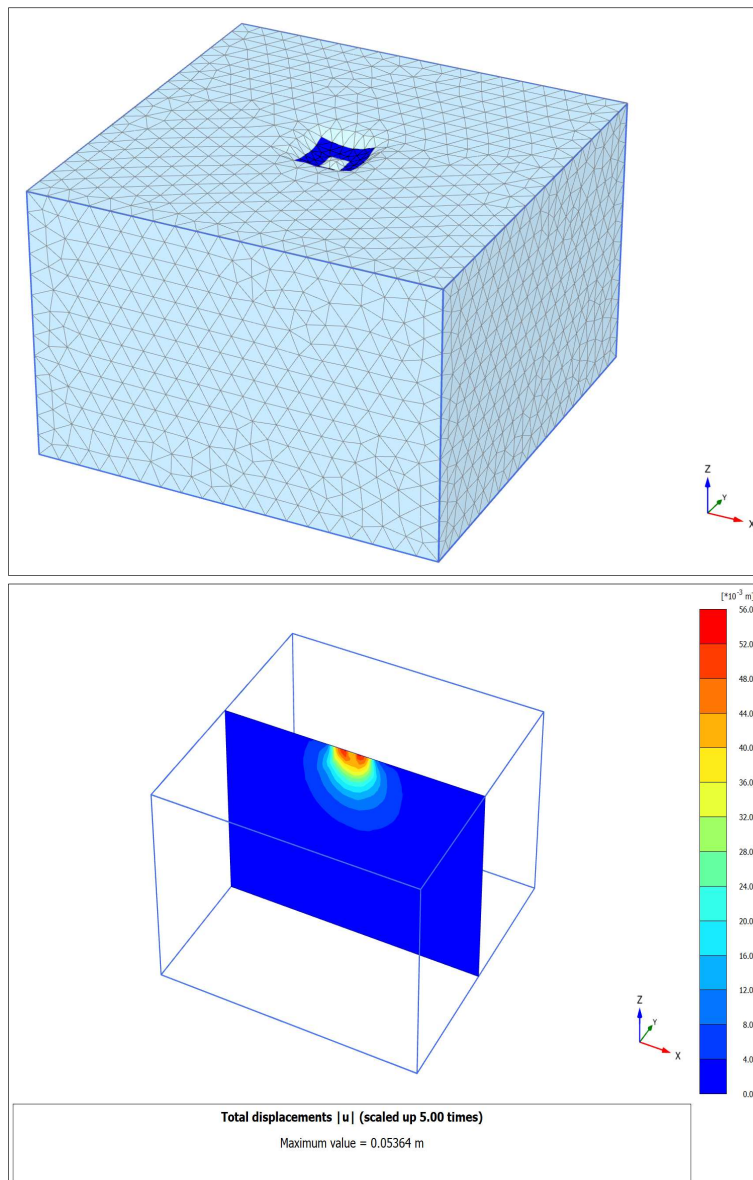 Z
Y
X
[*10⁻³ m]
56.0
52.0
48.0
44.0
40.0
36.0
32.0
28.0
24.0
20.0
16.0
12.0
8.0
4.0
0.0
Z
Y
X
Total displacements |u| (scaled up 5.00 times)
Maximum value = 0.05364 m